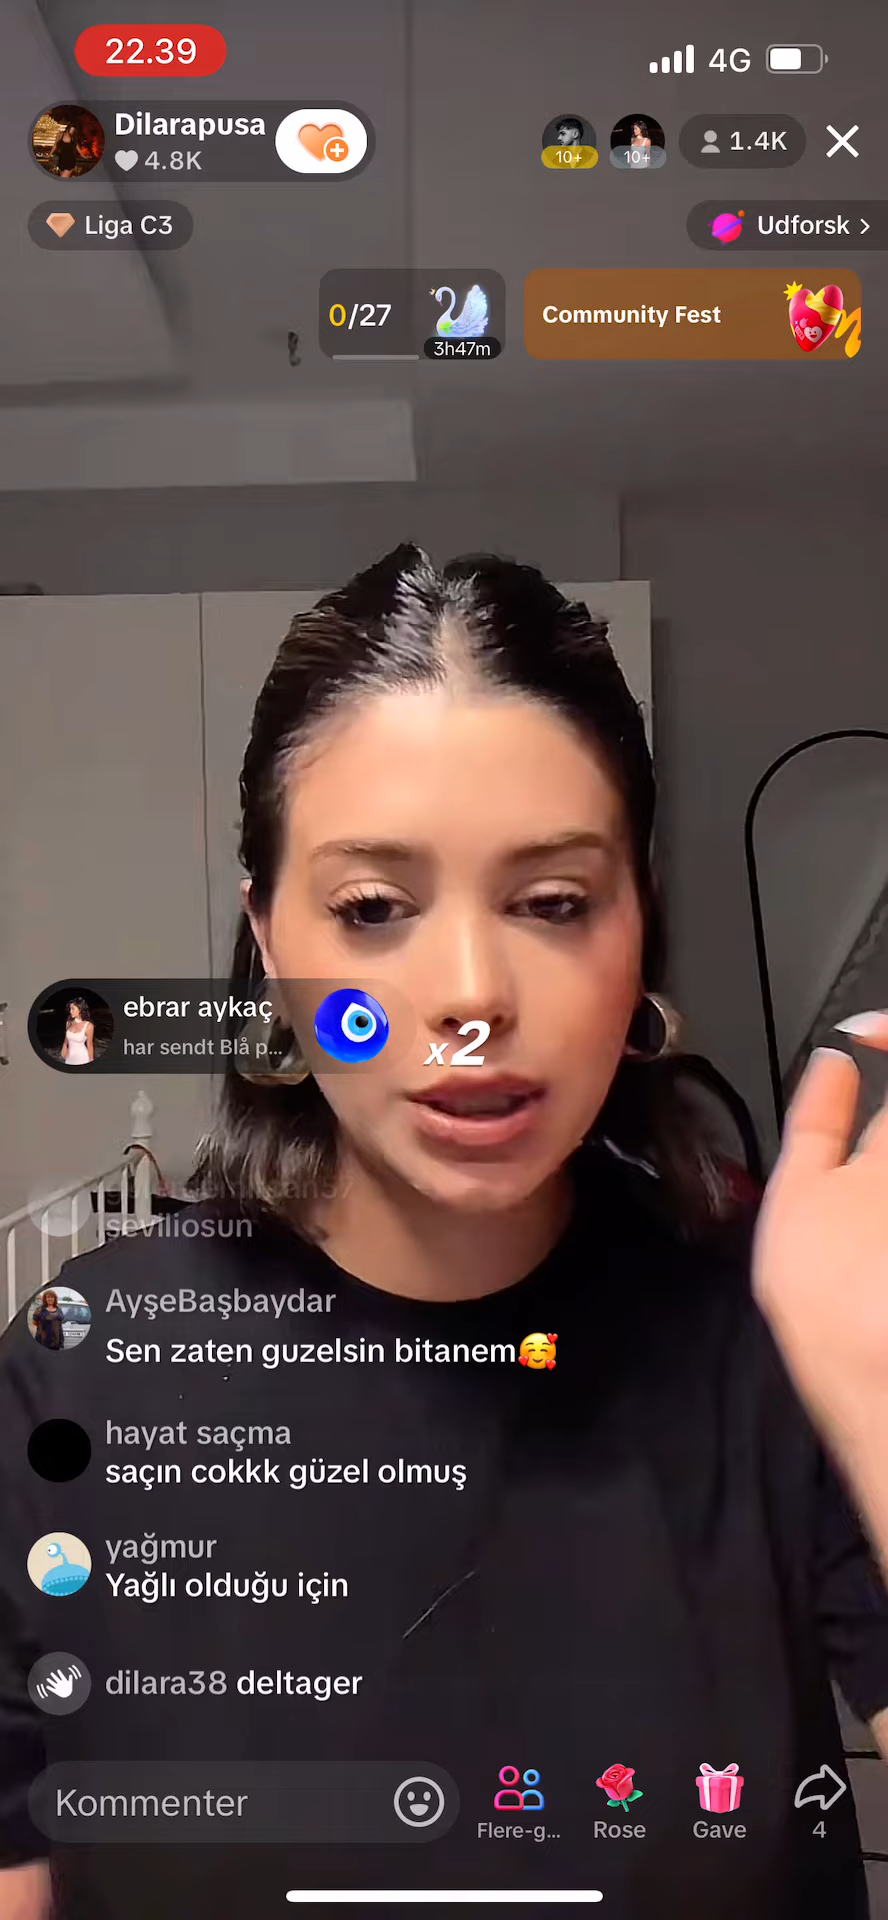 22.39
4G
Dilarapusa
4.8K
10+
10+
1.4K
Liga C3
Udforsk
0/27
3h47m
Community Fest
ebrar aykaç
har sendt Blå p...
x2
seviliosun
AyşeBaşbaydar
Sen zaten guzelsin bitanem🥰
hayat saçma
saçın cokkk güzel olmuş
yağmur
Yağlı olduğu için
dilara38 deltager
Kommenter
Flere-g...
Rose
Gave
4